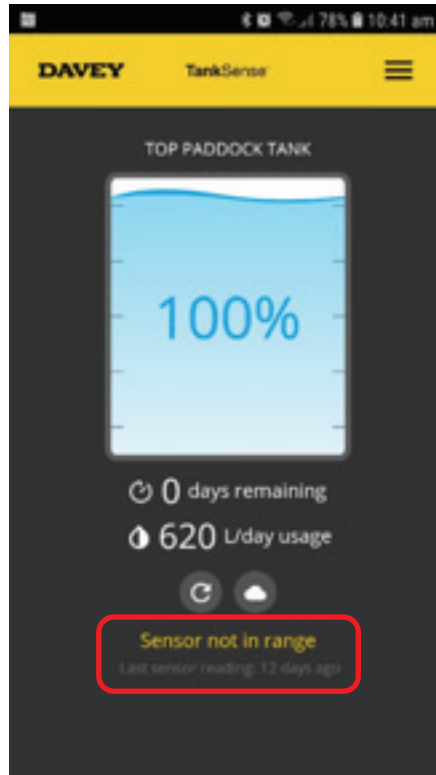 78% 10:41 am
DAVEY TankSense
TOP PADDOCK TANK
100%
0 days remaining
620 L/day usage
Sensor not in range
Last sensor reading: 12 days ago